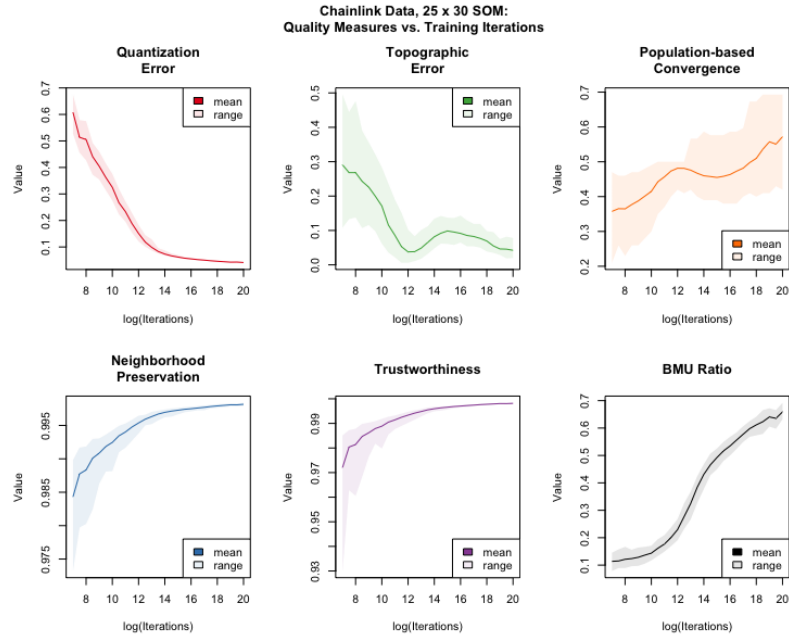 Chainlink Data, 25 x 30 SOM:
Quality Measures vs. Training Iterations
Quantization
Error
Value
0.7
0.6
0.5
0.4
0.3
0.2
0.1
mean
range
8 10 12 14 16 18 20
log(Iterations)
Topographic
Error
Value
0.5
0.4
0.3
0.2
0.1
0.0
mean
range
8 10 12 14 16 18 20
log(Iterations)
Population-based
Convergence
Value
0.7
0.6
0.5
0.4
0.3
0.2
mean
range
8 10 12 14 16 18 20
log(Iterations)
Neighborhood
Preservation
Value
0.995
0.985
0.975
mean
range
8 10 12 14 16 18 20
log(Iterations)
Trustworthiness
Value
0.99
0.97
0.95
0.93
mean
range
8 10 12 14 16 18 20
log(Iterations)
BMU Ratio
Value
0.7
0.6
0.5
0.4
0.3
0.2
0.1
mean
range
8 10 12 14 16 18 20
log(Iterations)